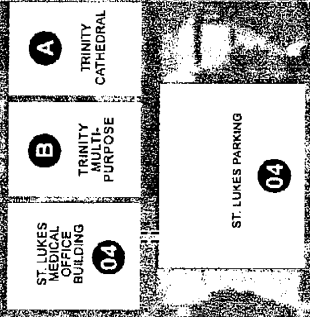 A
TRINITY
CATHEDRAL
B
TRINITY
MULTI-
PURPOSE
ST. LUKES
MEDICAL
OFFICE
BUILDING
04
ST. LUKES PARKING
04